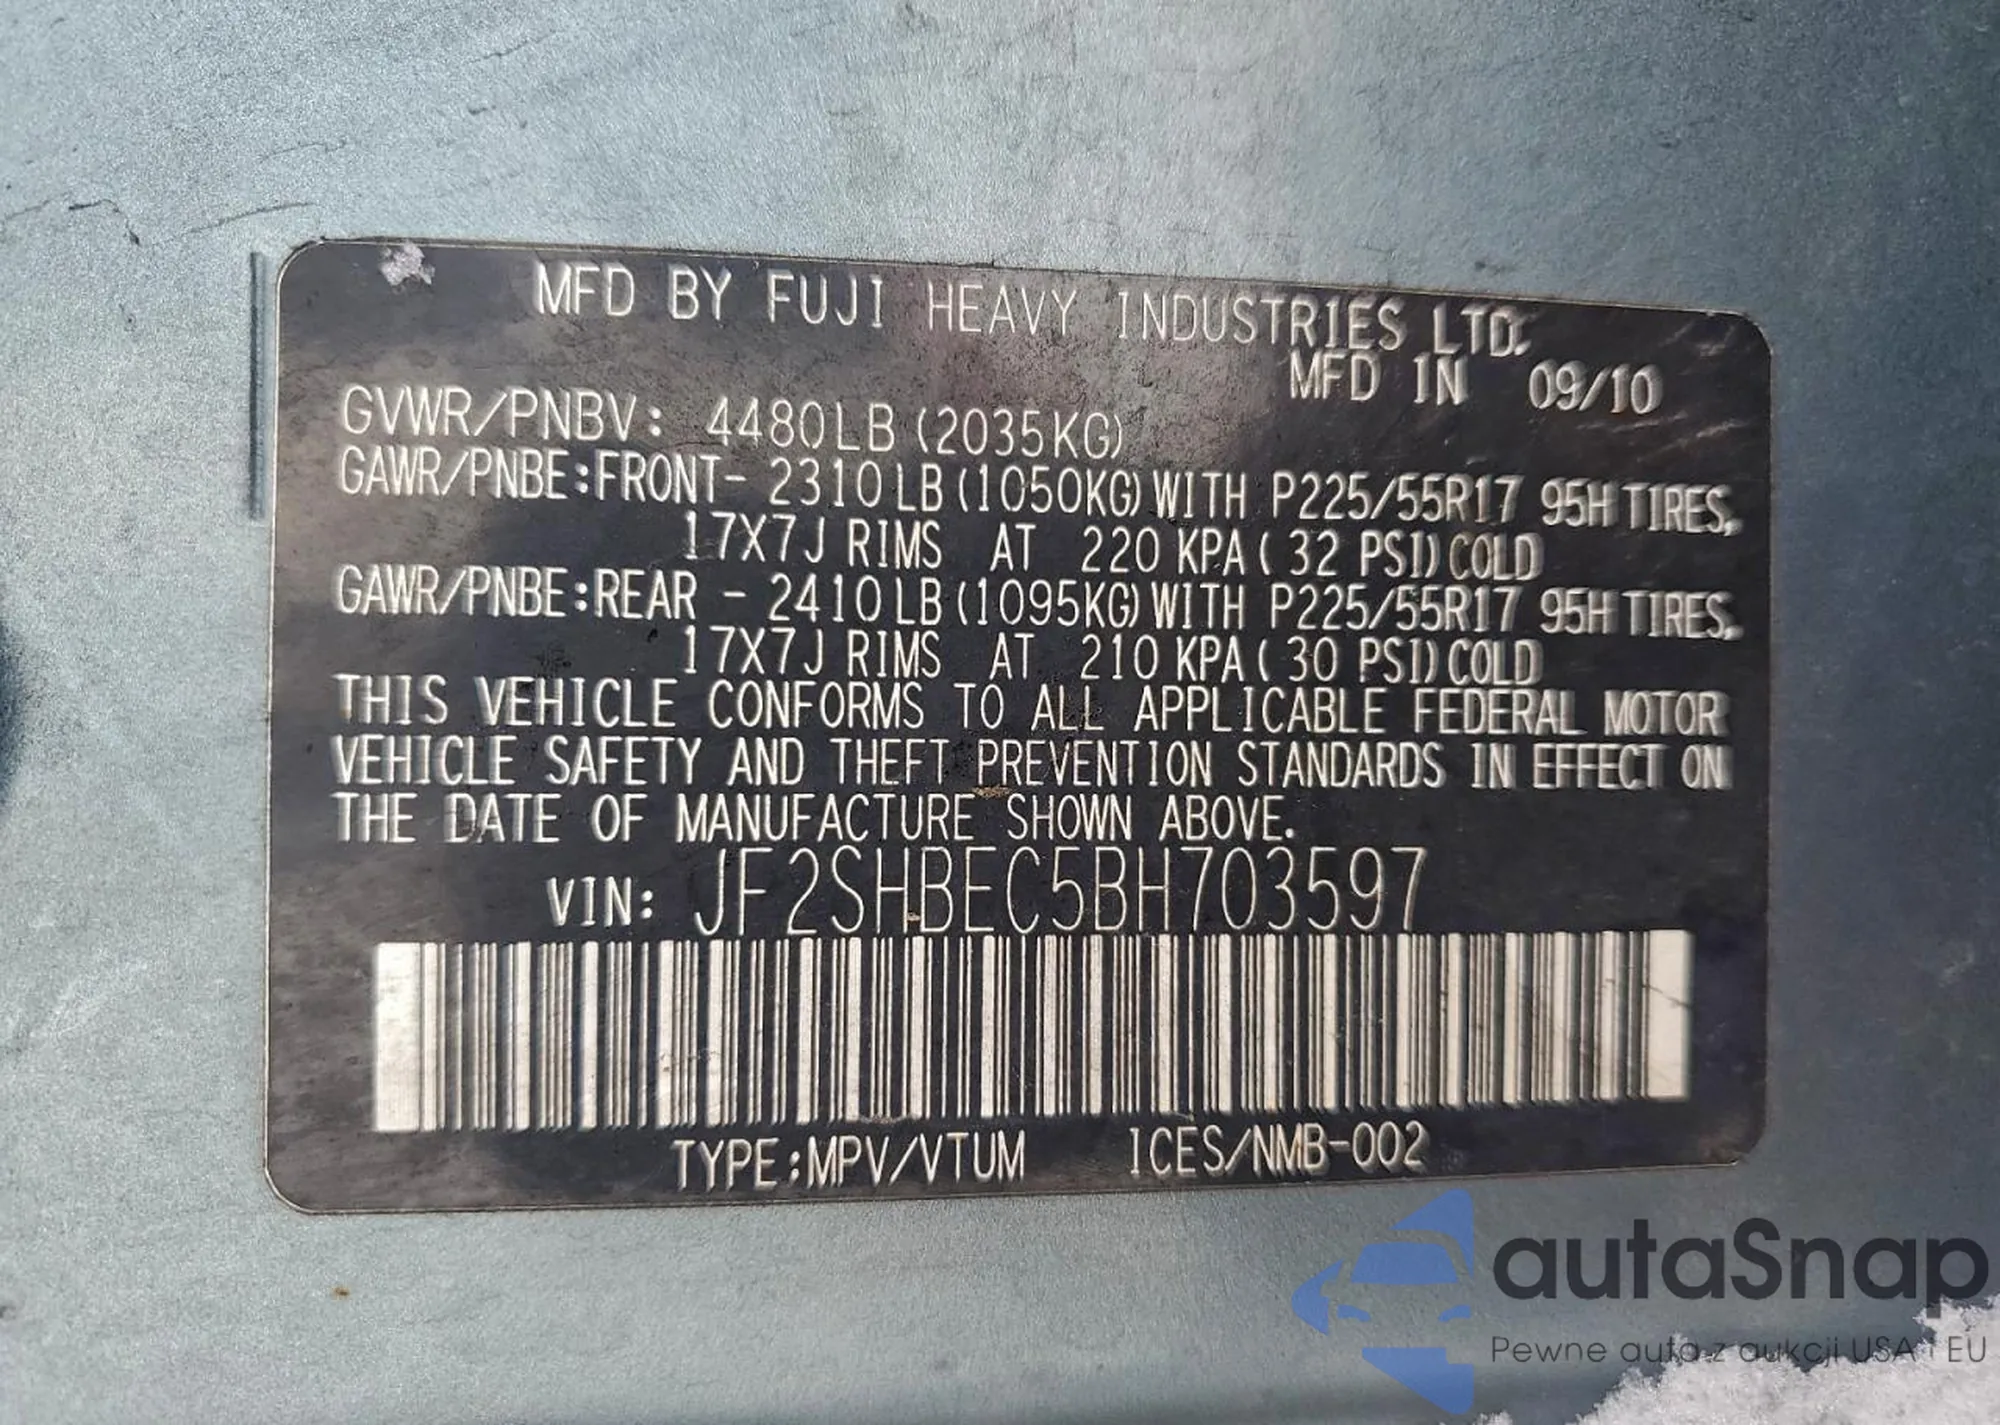 MFD BY FUJI HEAVY INDUSTRIES LTD.
MFD IN 09/10
GVWR/PNBV: 4480LB (2035KG)
GAWR/PNBE:FRONT- 2310LB(1050KG)WITH P225/55R17 95H TIRES,
17X7J RIMS AT 220 KPA( 32 PSI)COLD
GAWR/PNBE:REAR - 2410LB(1095KG)WITH P225/55R17 95H TIRES,
17X7J RIMS AT 210 KPA( 30 PSI)COLD
THIS VEHICLE CONFORMS TO ALL APPLICABLE FEDERAL MOTOR
VEHICLE SAFETY AND THEFT PREVENTION STANDARDS IN EFFECT ON
THE DATE OF MANUFACTURE SHOWN ABOVE.
VIN: JF2SHBEC5BH703597
TYPE:MPV/VTUM ICES/NMB-002
autaSnap
Pewne auta z aukcji USA i EU